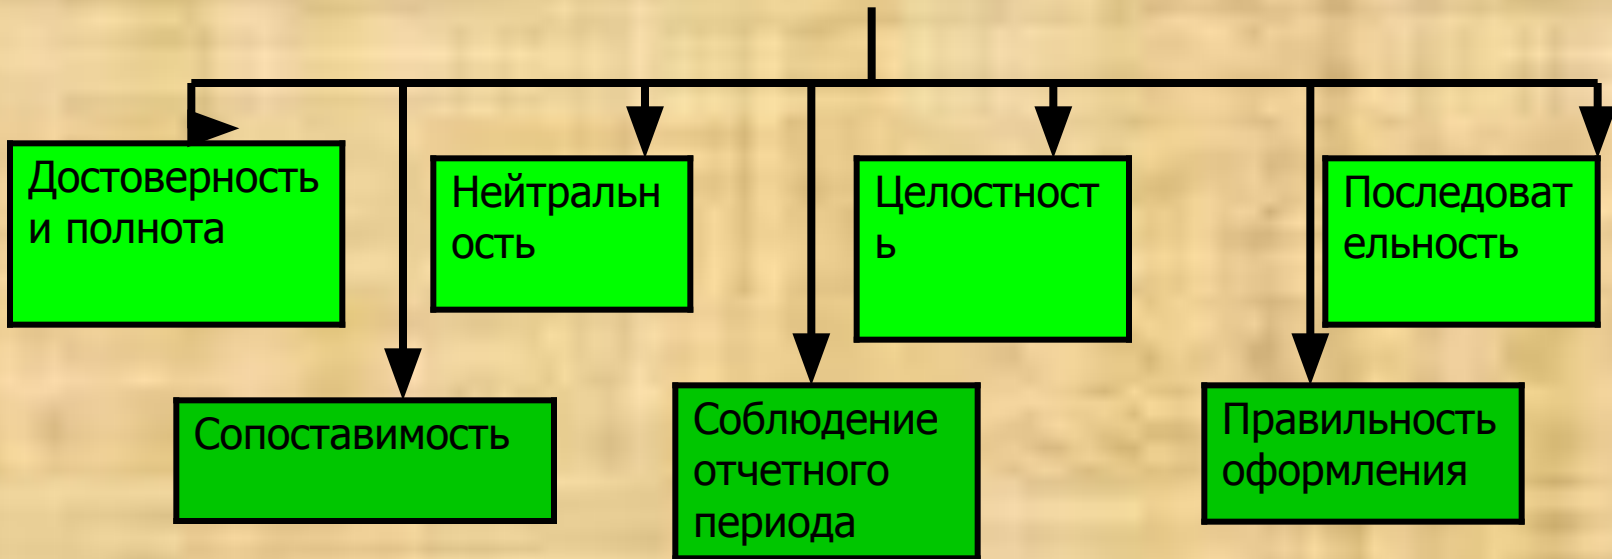 Достоверность
и полнота
Нейтральн
ость
Целостност
ь
Последоват
ельность
Сопоставимость
Соблюдение
отчетного
периода
Правильность
оформления